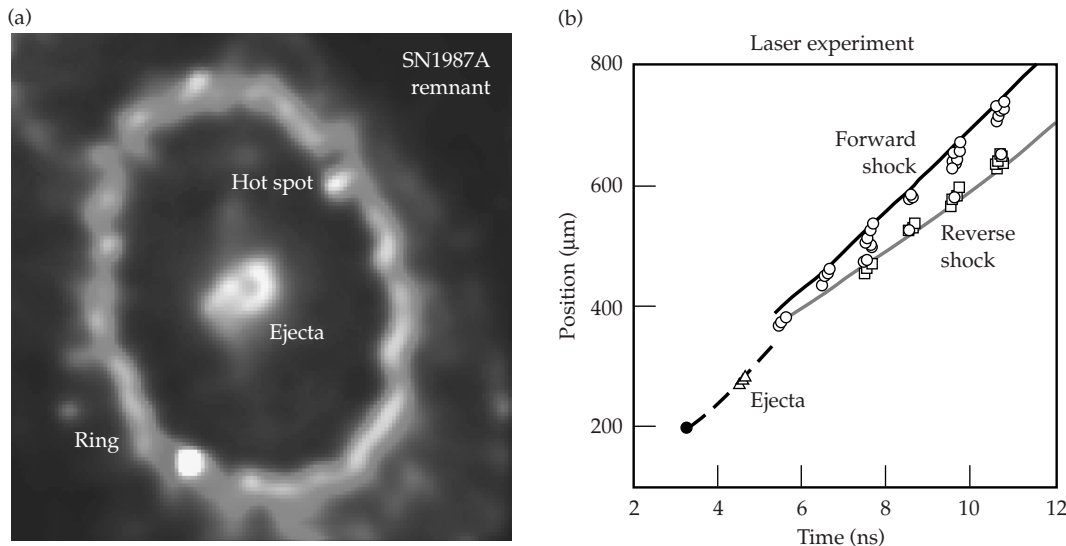 (a)
SN1987A
remnant
Hot spot
Ejecta
Ring
(b)
Laser experiment
800
600
400
200
Position (μm)
Forward
shock
Reverse
shock
Ejecta
2
4
6
8
10
12
Time (ns)